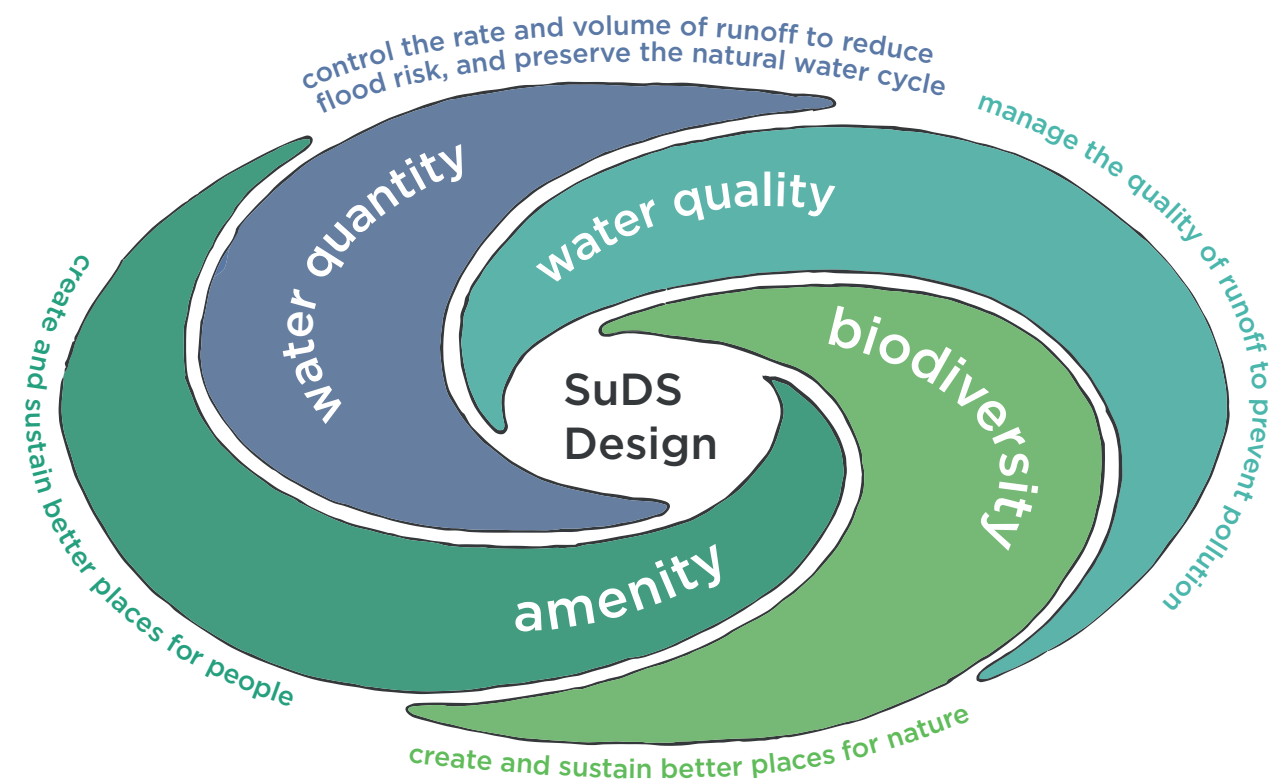 control the rate and volume of runoff to reduce
flood risk, and preserve the natural water cycle
manage the quality of runoff to prevent pollution
water quantity
water quality
create and sustain better places for people
biodiversity
SuDS
Design
amenity
create and sustain better places for nature